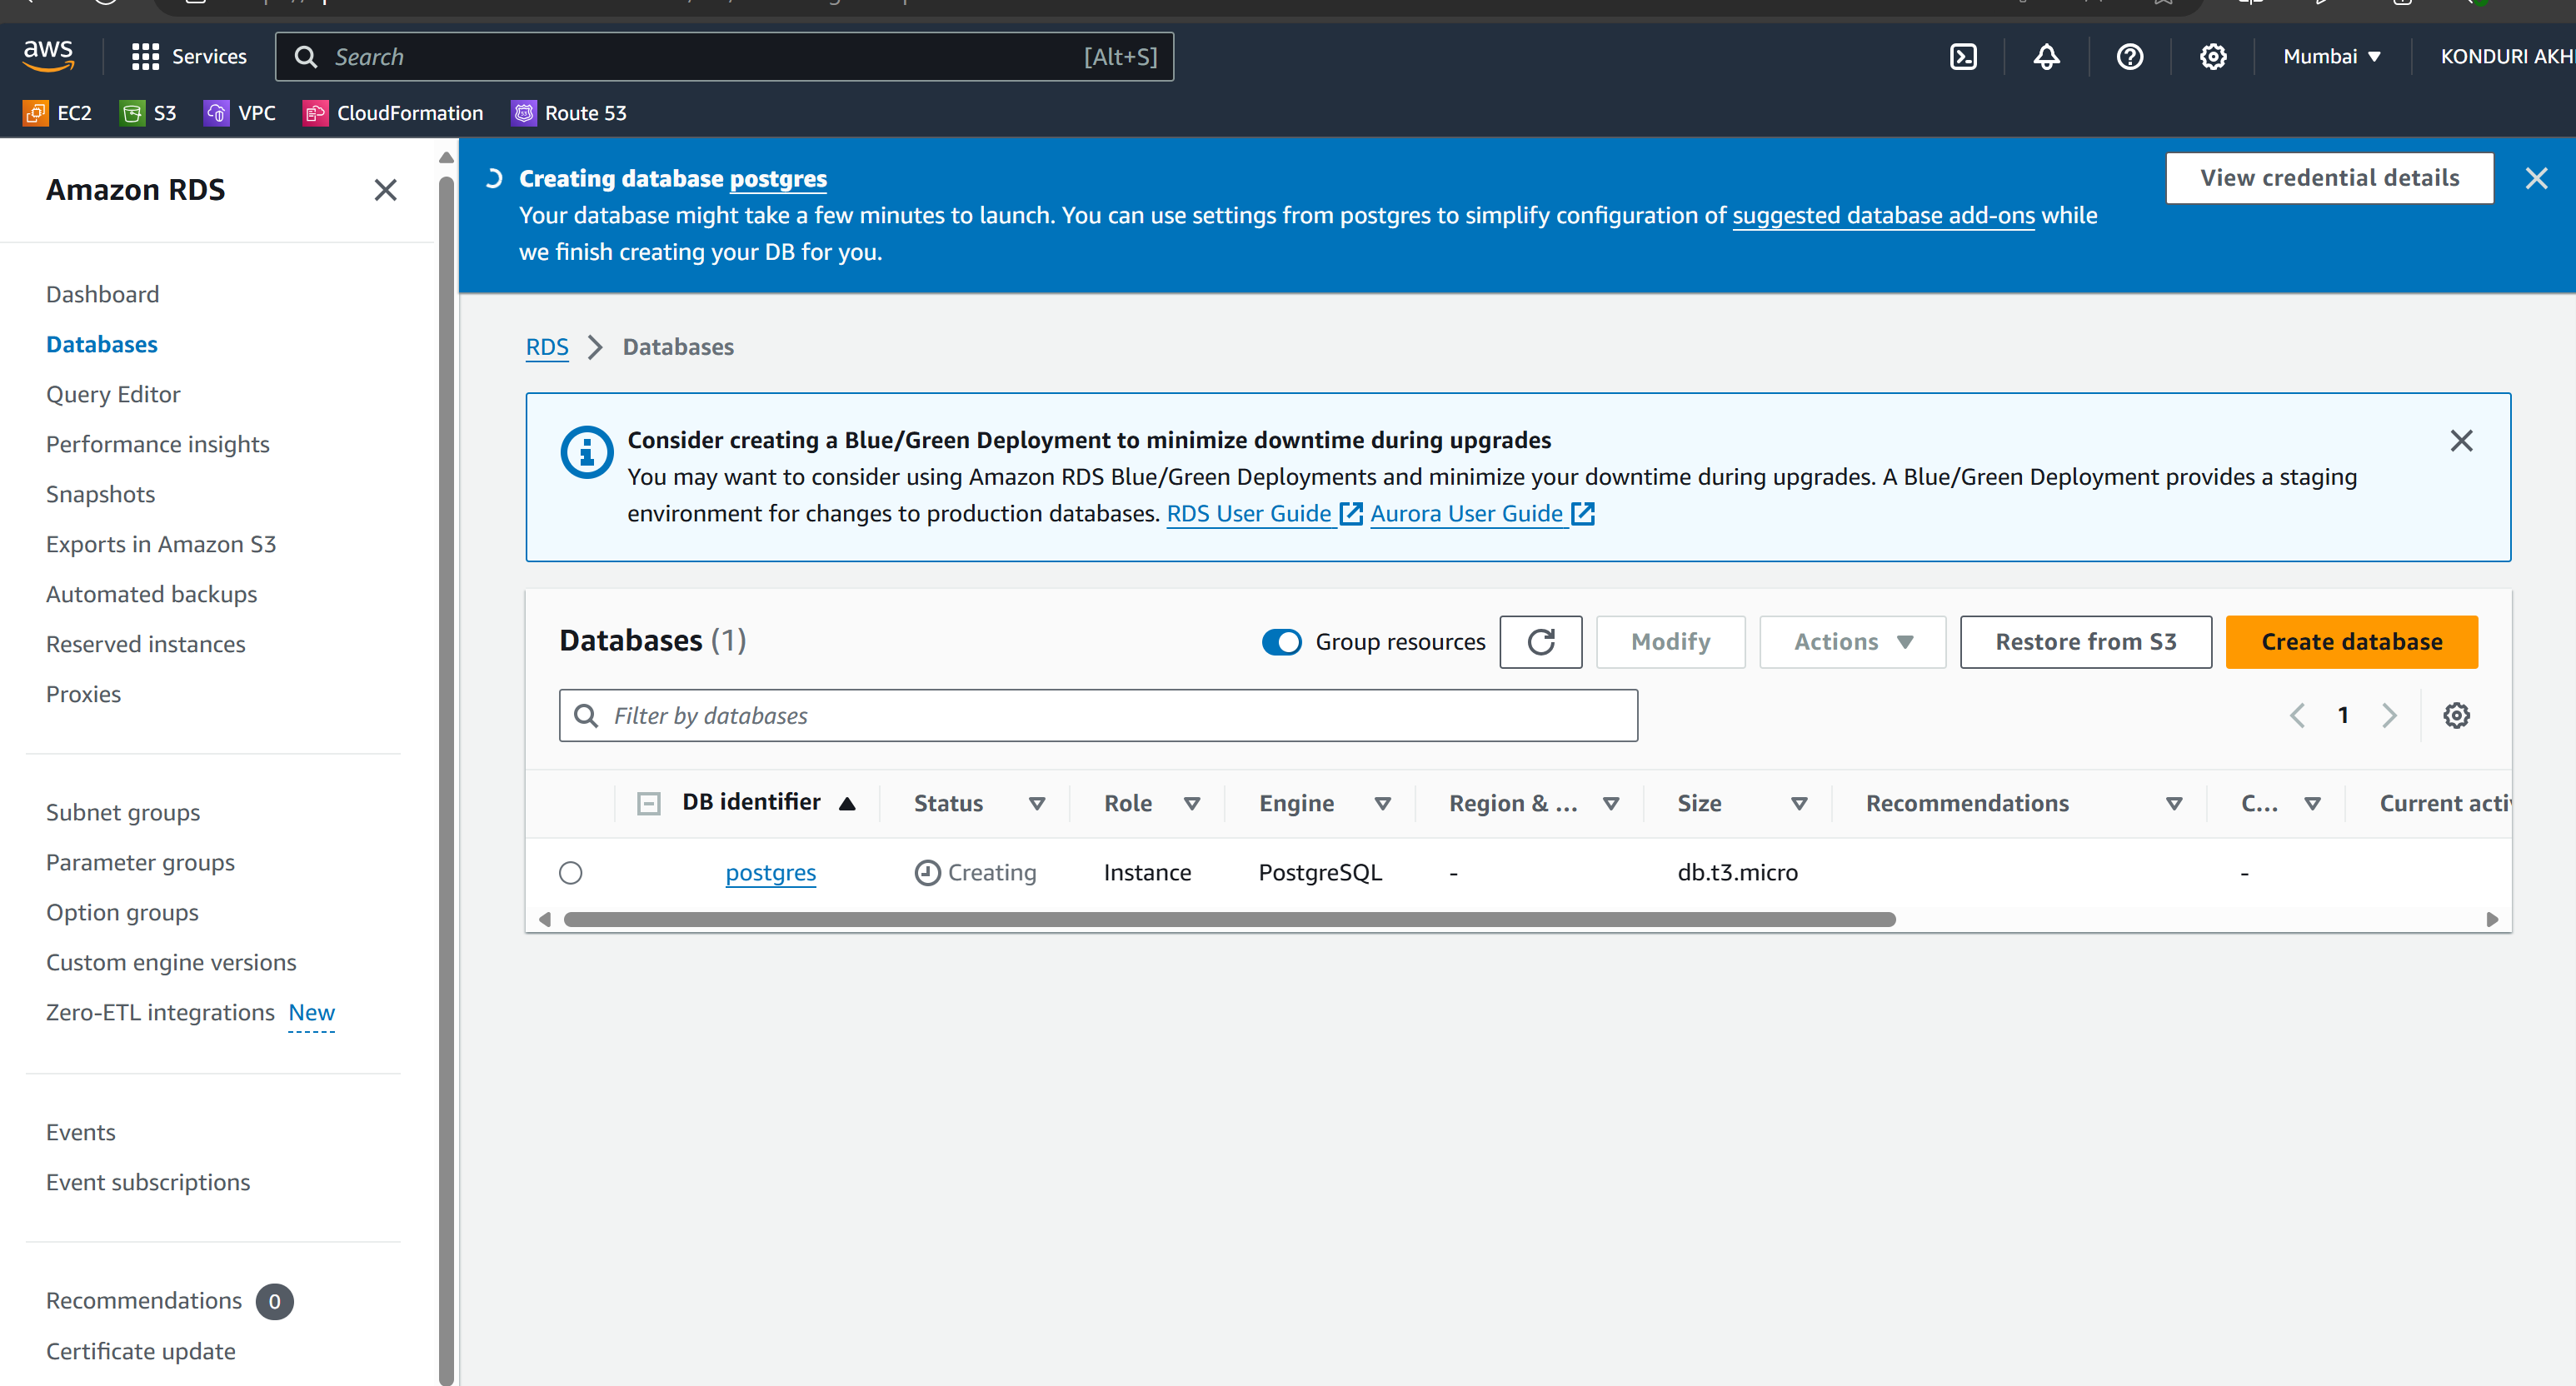 aws
Services
Search
[Alt+S]
Mumbai
KONDURI AKH
EC2
S3
VPC
CloudFormation
Route 53
Amazon RDS
Dashboard
Databases
Query Editor
Performance insights
Snapshots
Exports in Amazon S3
Automated backups
Reserved instances
Proxies
Subnet groups
Parameter groups
Option groups
Custom engine versions
Zero-ETL integrations New
Events
Event subscriptions
Recommendations 0
Certificate update
Creating database postgres
Your database might take a few minutes to launch. You can use settings from postgres to simplify configuration of suggested database add-ons while
we finish creating your DB for you.
View credential details
RDS > Databases
Consider creating a Blue/Green Deployment to minimize downtime during upgrades
You may want to consider using Amazon RDS Blue/Green Deployments and minimize your downtime during upgrades. A Blue/Green Deployment provides a staging
environment for changes to production databases. RDS User Guide Aurora User Guide
Databases (1)
Group resources
Modify
Actions
Restore from S3
Create database
Filter by databases
1
DB identifier
Status
Role
Engine
Region & ...
Size
Recommendations
C...
Current acti
postgres
Creating
Instance
PostgreSQL
-
db.t3.micro
-